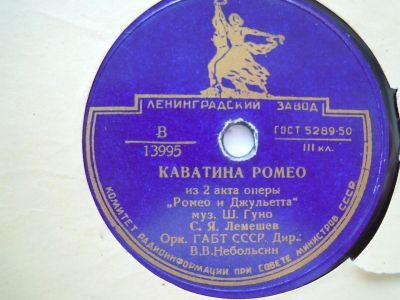 ЛЕНИНГРАДСКИЙ ЗАВОД
В
13995
ГОСТ 5289-50
III кл.
КАВАТИНА РОМЕО
из 2 акта оперы
„Ромео и Джульетта"
муз. Ш. Гуно
С. Я. Лемешев
Орк. ГАБТ СССР. Дир.:
В.В.Небольсин
КОМИТЕТ РАДИОИНФОРМАЦИИ ПРИ СОВЕТЕ МИНИСТРОВ СССР